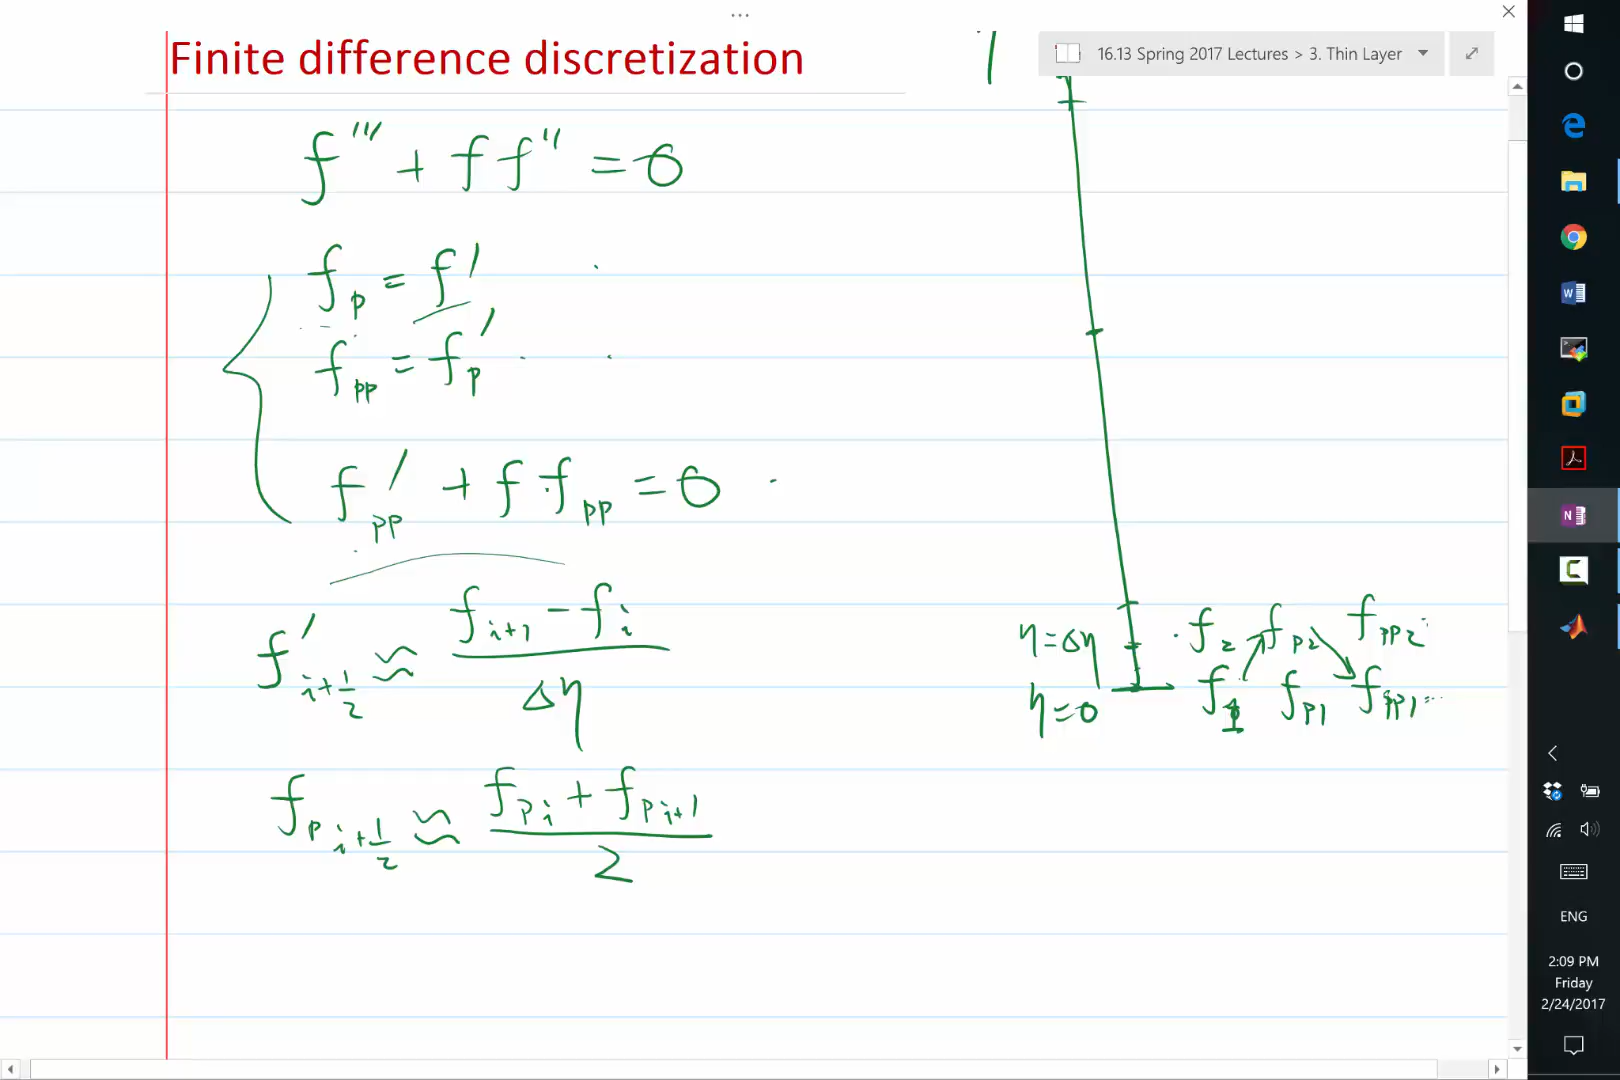 Finite difference discretization
16.13 Spring 2017 Lectures > 3. Thin Layer
f''' + f f'' = 0
f_p = f'
f_pp = f_p'
f_pp' + f · f_pp = 0
f'_{i+1/2} ≈ (f_{i+1} - f_i) / Δη
f_{p i+1/2} ≈ (f_{p i} + f_{p i+1}) / 2
η=Δη f_2 f_p2 f_pp2
η=0 f_1 f_p1 f_pp1
ENG
2:09 PM
Friday
2/24/2017